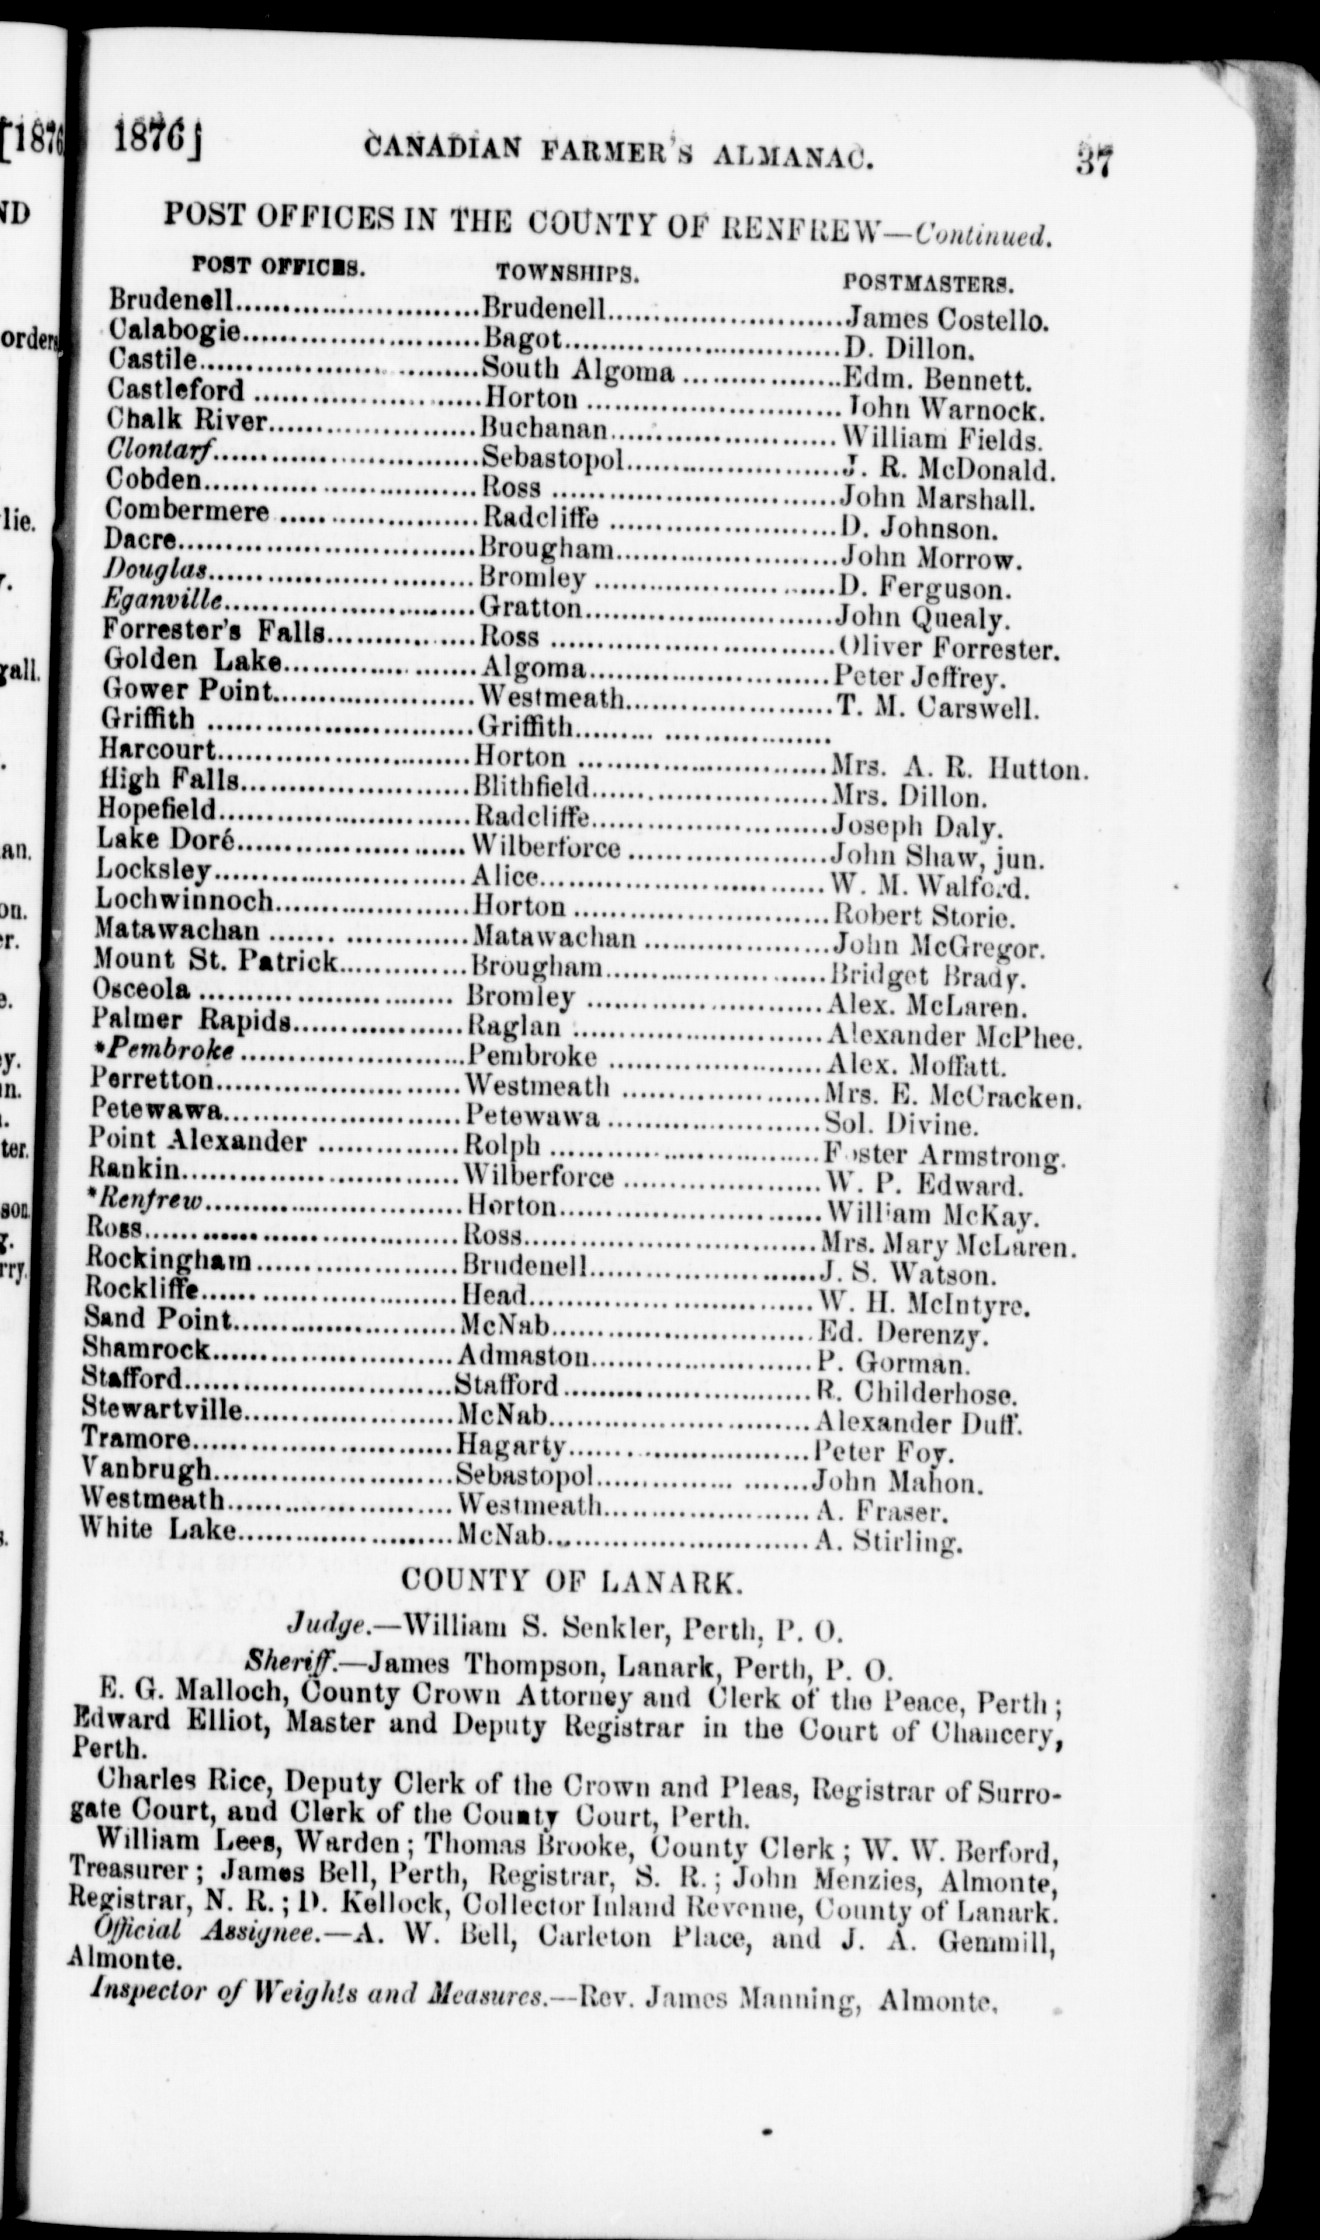 1876] CANADIAN FARMER'S ALMANAC. 37
POST OFFICES IN THE COUNTY OF RENFREW—Continued.
POST OFFICES. TOWNSHIPS. POSTMASTERS.
Brudenell..........Brudenell..........James Costello.
Calabogie..........Bagot..........D. Dillon.
Castile..........South Algoma..........Edm. Bennett.
Castleford..........Horton..........John Warnock.
Chalk River..........Buchanan..........William Fields.
Clontarf..........Sebastopol..........J. R. McDonald.
Cobden..........Ross..........John Marshall.
Combermere..........Radcliffe..........D. Johnson.
Dacre..........Brougham..........John Morrow.
Douglas..........Bromley..........D. Ferguson.
Eganville..........Gratton..........John Quealy.
Forrester's Falls..........Ross..........Oliver Forrester.
Golden Lake..........Algoma..........Peter Jeffrey.
Gower Point..........Westmeath..........T. M. Carswell.
Griffith..........Griffith..........
Harcourt..........Horton..........Mrs. A. R. Hutton.
High Falls..........Blithfield..........Mrs. Dillon.
Hopefield..........Radcliffe..........Joseph Daly.
Lake Doré..........Wilberforce..........John Shaw, jun.
Locksley..........Alice..........W. M. Walford.
Lochwinnoch..........Horton..........Robert Storie.
Matawachan..........Matawachan..........John McGregor.
Mount St. Patrick..........Brougham..........Bridget Brady.
Osceola..........Bromley..........Alex. McLaren.
Palmer Rapids..........Raglan..........Alexander McPhee.
*Pembroke..........Pembroke..........Alex. Moffatt.
Perretton..........Westmeath..........Mrs. E. McCracken.
Petewawa..........Petewawa..........Sol. Divine.
Point Alexander..........Rolph..........Foster Armstrong.
Rankin..........Wilberforce..........W. P. Edward.
*Renfrew..........Horton..........William McKay.
Ross..........Ross..........Mrs. Mary McLaren.
Rockingham..........Brudenell..........J. S. Watson.
Rockliffe..........Head..........W. H. McIntyre.
Sand Point..........McNab..........Ed. Derenzy.
Shamrock..........Admaston..........P. Gorman.
Stafford..........Stafford..........R. Childerhose.
Stewartville..........McNab..........Alexander Duff.
Tramore..........Hagarty..........Peter Foy.
Vanbrugh..........Sebastopol..........John Mahon.
Westmeath..........Westmeath..........A. Fraser.
White Lake..........McNab..........A. Stirling.
COUNTY OF LANARK.
Judge.—William S. Senkler, Perth, P. O.
Sheriff.—James Thompson, Lanark, Perth, P. O.
E. G. Malloch, County Crown Attorney and Clerk of the Peace, Perth;
Edward Elliot, Master and Deputy Registrar in the Court of Chancery,
Perth.
Charles Rice, Deputy Clerk of the Crown and Pleas, Registrar of Surro-
gate Court, and Clerk of the County Court, Perth.
William Lees, Warden; Thomas Brooke, County Clerk; W. W. Berford,
Treasurer; James Bell, Perth, Registrar, S. R.; John Menzies, Almonte,
Registrar, N. R.; D. Kellock, Collector Inland Revenue, County of Lanark.
Official Assignee.—A. W. Bell, Carleton Place, and J. A. Gemmill,
Almonte.
Inspector of Weights and Measures.—Rev. James Manning, Almonte.